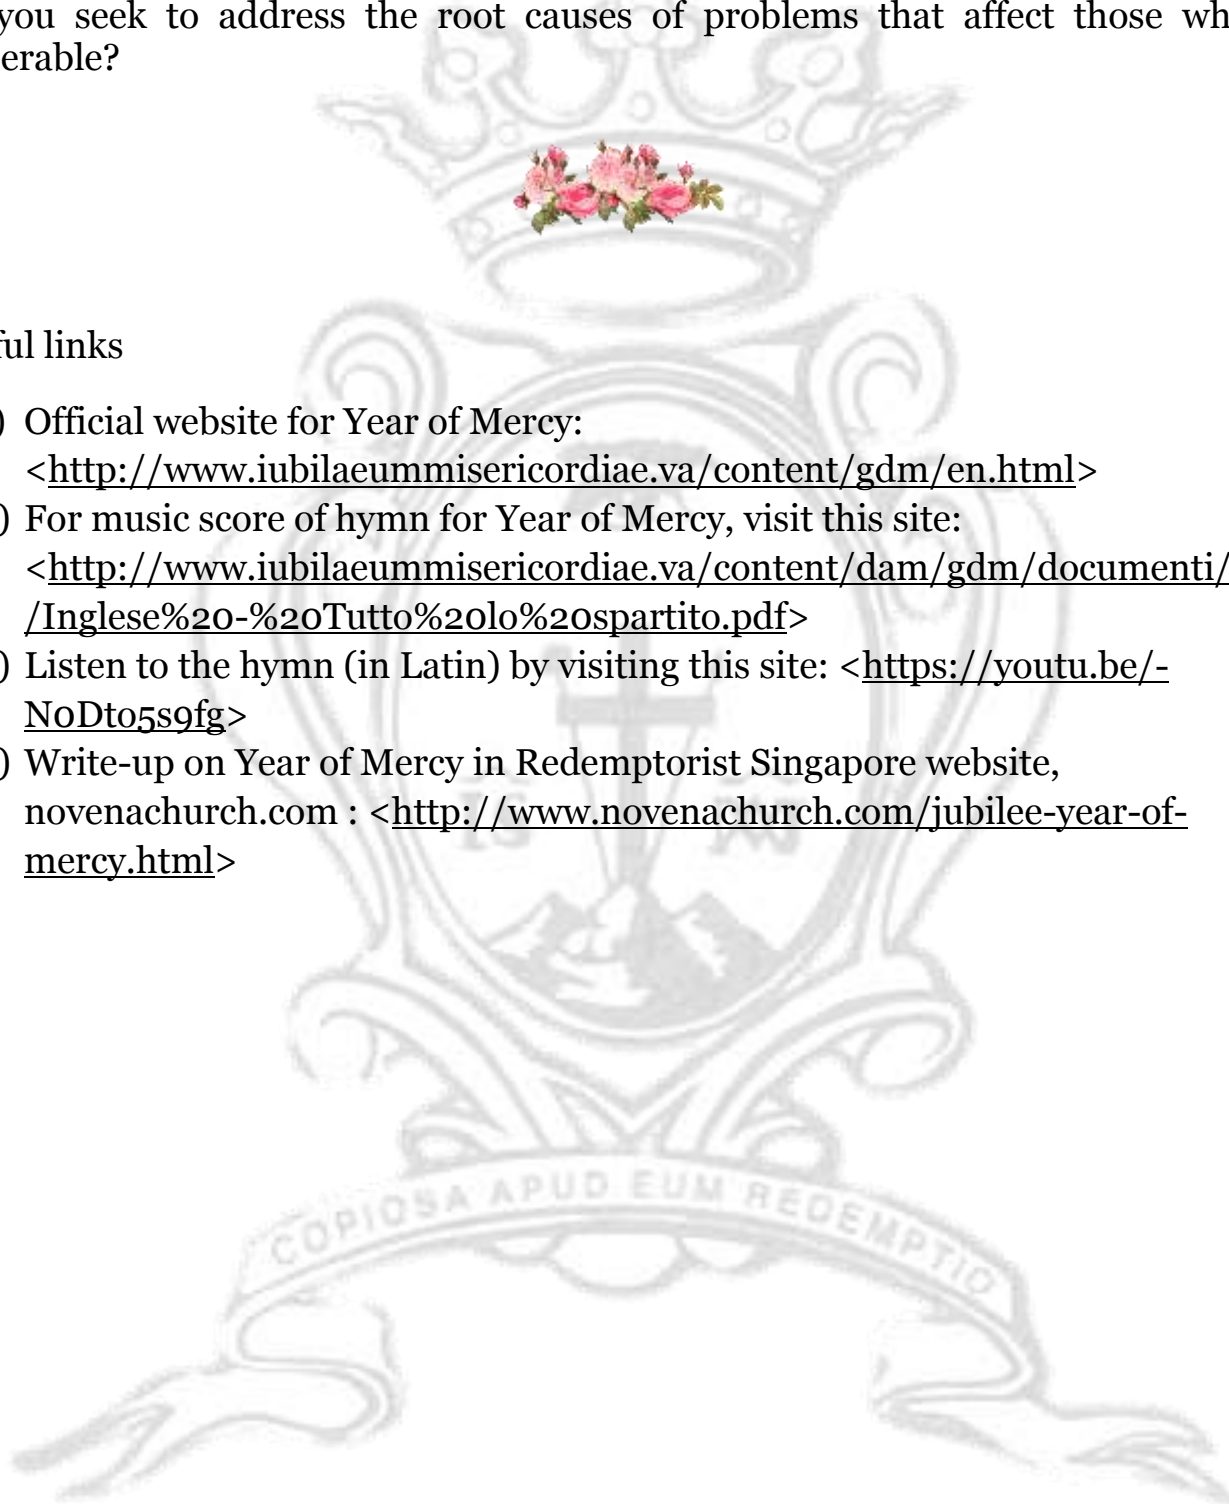 you seek to address the root causes of problems that affect those wh
erable?
ful links
) Official website for Year of Mercy:
<http://www.iubilaeummisericordiae.va/content/gdm/en.html>
) For music score of hymn for Year of Mercy, visit this site:
<http://www.iubilaeummisericordiae.va/content/dam/gdm/documenti/
/Inglese%20-%20Tutto%20lo%20spartito.pdf>
) Listen to the hymn (in Latin) by visiting this site: <https://youtu.be/-
N0Dto5s9fg>
) Write-up on Year of Mercy in Redemptorist Singapore website,
novenachurch.com : <http://www.novenachurch.com/jubilee-year-of-
mercy.html>
COPIOSA APUD EUM REDEMPTIO